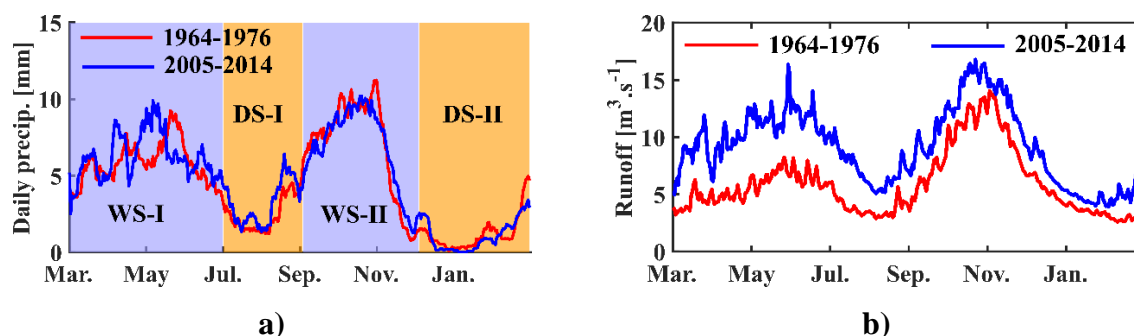 15
10
5
0
Daily precip. [mm]
1964-1976
2005-2014
DS-I
DS-II
WS-I
WS-II
Mar. May Jul. Sep. Nov. Jan.
a)
20
15
10
5
0
Runoff [m³.s⁻¹]
1964-1976 2005-2014
Mar. May Jul. Sep. Nov. Jan.
b)